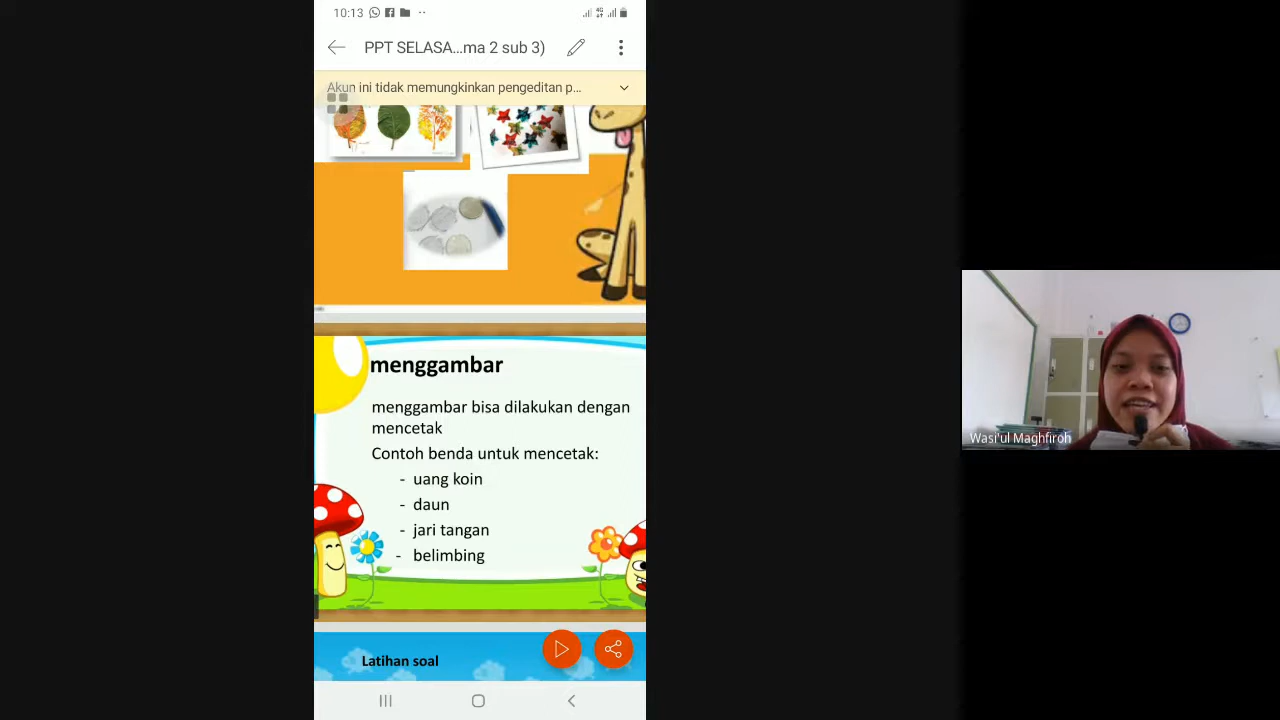 10:13
PPT SELASA...ma 2 sub 3)
Akun ini tidak memungkinkan pengeditan p...
menggambar
menggambar bisa dilakukan dengan
mencetak
Contoh benda untuk mencetak:
- uang koin
- daun
- jari tangan
- belimbing
Latihan soal
Wasi'ul Maghfiroh